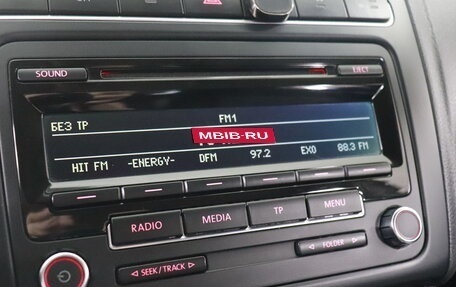 SOUND
EJECT
БЕЗ TP
FM1
MBIB-RU
HIT FM -ENERGY- DFM 97.2 EXO 88.3 FM
RADIO
MEDIA
TP
MENU
SEEK / TRACK
FOLDER